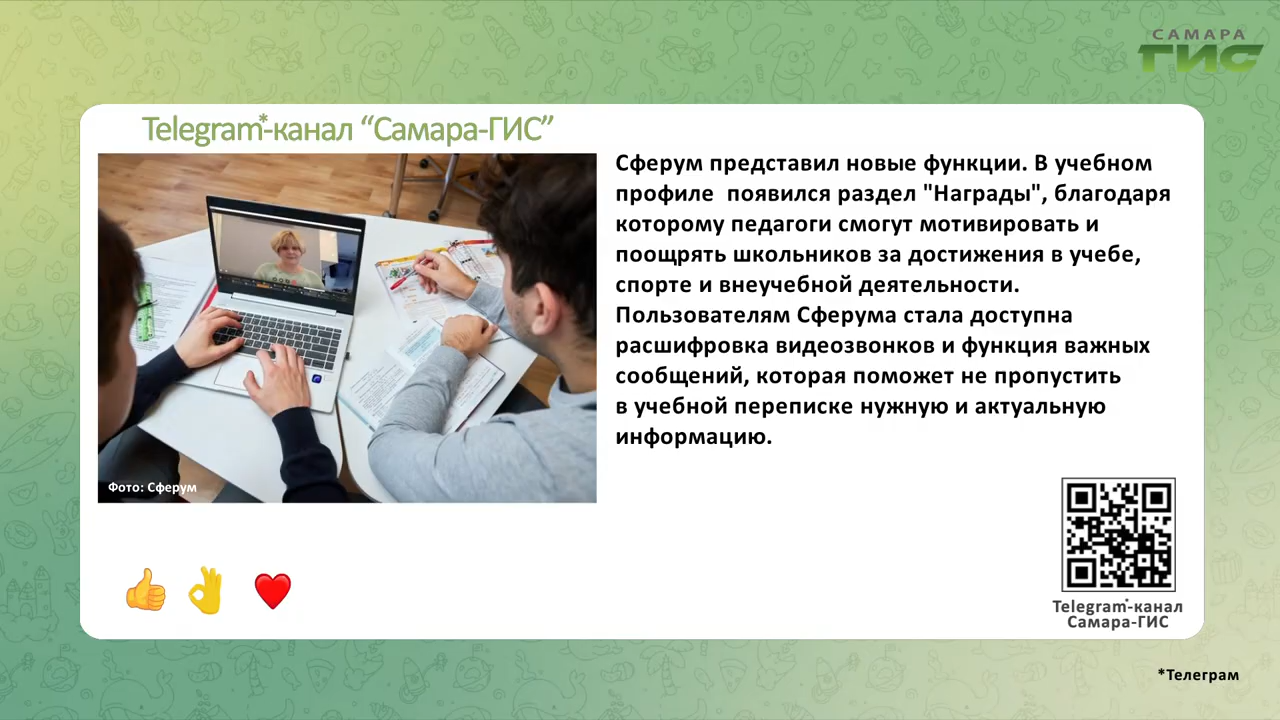 САМАРА
ГИС
Telegram*-канал “Самара-ГИС”
Сферум представил новые функции. В учебном
профиле появился раздел "Награды", благодаря
которому педагоги смогут мотивировать и
поощрять школьников за достижения в учебе,
спорте и внеучебной деятельности.
Пользователям Сферума стала доступна
расшифровка видеозвонков и функция важных
сообщений, которая поможет не пропустить
в учебной переписке нужную и актуальную
информацию.
Фото: Сферум
Telegram*-канал
Самара-ГИС
*Телеграм